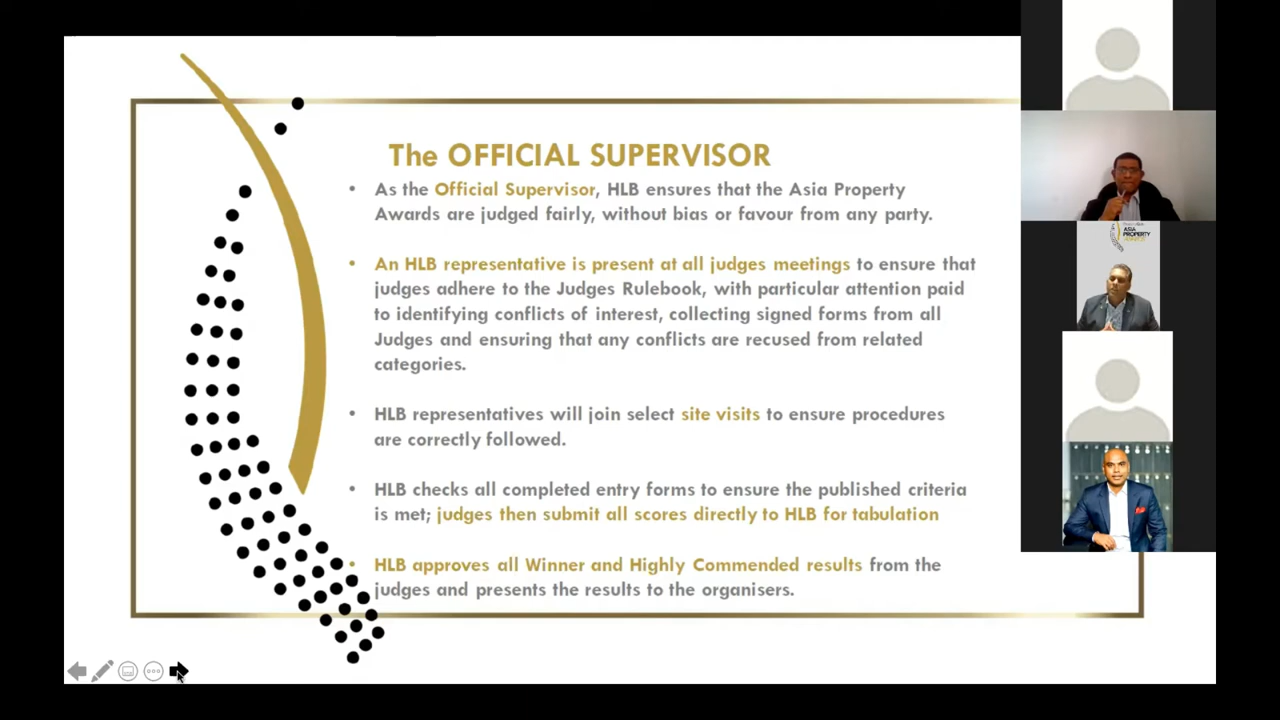 The OFFICIAL SUPERVISOR
• As the Official Supervisor, HLB ensures that the Asia Property
Awards are judged fairly, without bias or favour from any party.
• An HLB representative is present at all judges meetings to ensure that
judges adhere to the Judges Rulebook, with particular attention paid
to identifying conflicts of interest, collecting signed forms from all
Judges and ensuring that any conflicts are recused from related
categories.
• HLB representatives will join select site visits to ensure procedures
are correctly followed.
• HLB checks all completed entry forms to ensure the published criteria
is met; judges then submit all scores directly to HLB for tabulation
• HLB approves all Winner and Highly Commended results from the
judges and presents the results to the organisers.
ASIA
PROPERTY